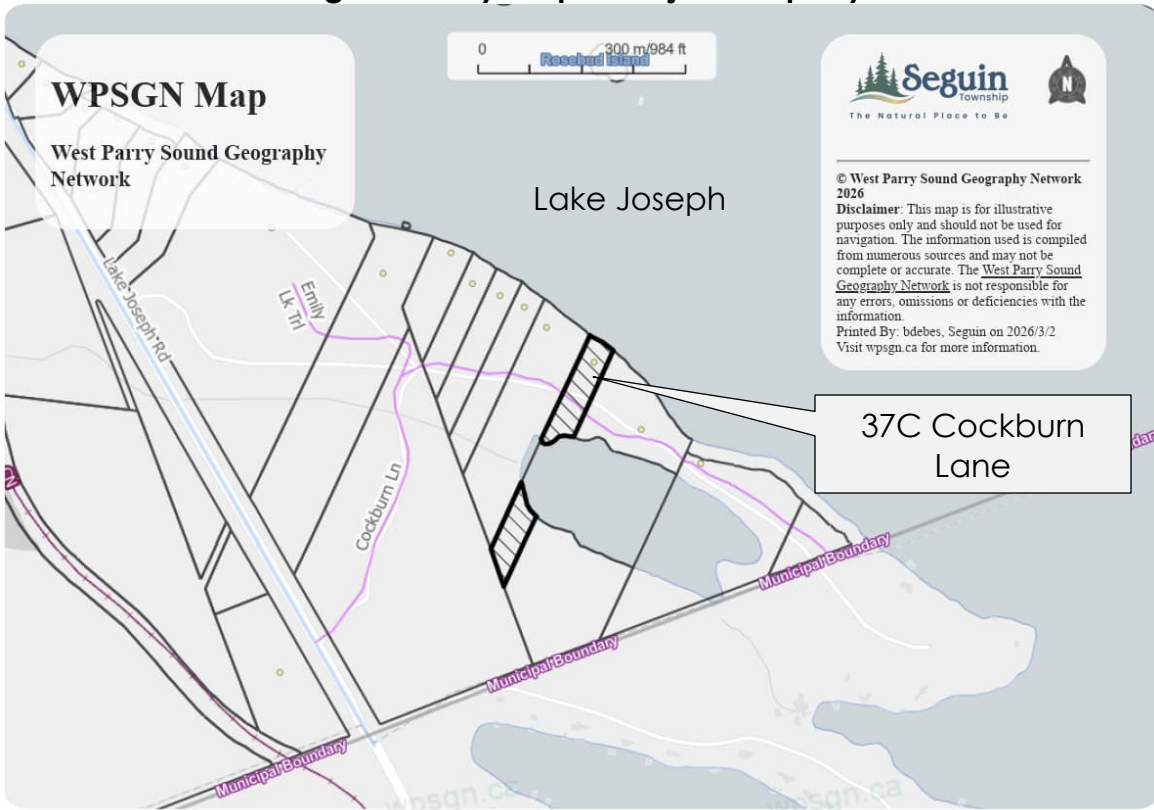 WPSGN Map
West Parry Sound Geography
Network
0
300 m/984 ft
Rosebud Island
Seguin
Township
The Natural Place to Be
N
© West Parry Sound Geography Network
2026
Disclaimer: This map is for illustrative
purposes only and should not be used for
navigation. The information used is compiled
from numerous sources and may not be
complete or accurate. The West Parry Sound
Geography Network is not responsible for
any errors, omissions or deficiencies with the
information.
Printed By: bdebes, Seguin on 2026/3/2
Visit wpsgn.ca for more information.
Lake Joseph
Lake Joseph Rd
Emily
Lk Trl
37C Cockburn
Lane
Cockburn Ln
CN
Municipal Boundary
Municipal Boundary
Municipal Boundary
wpsgn.ca
wpsgn.ca